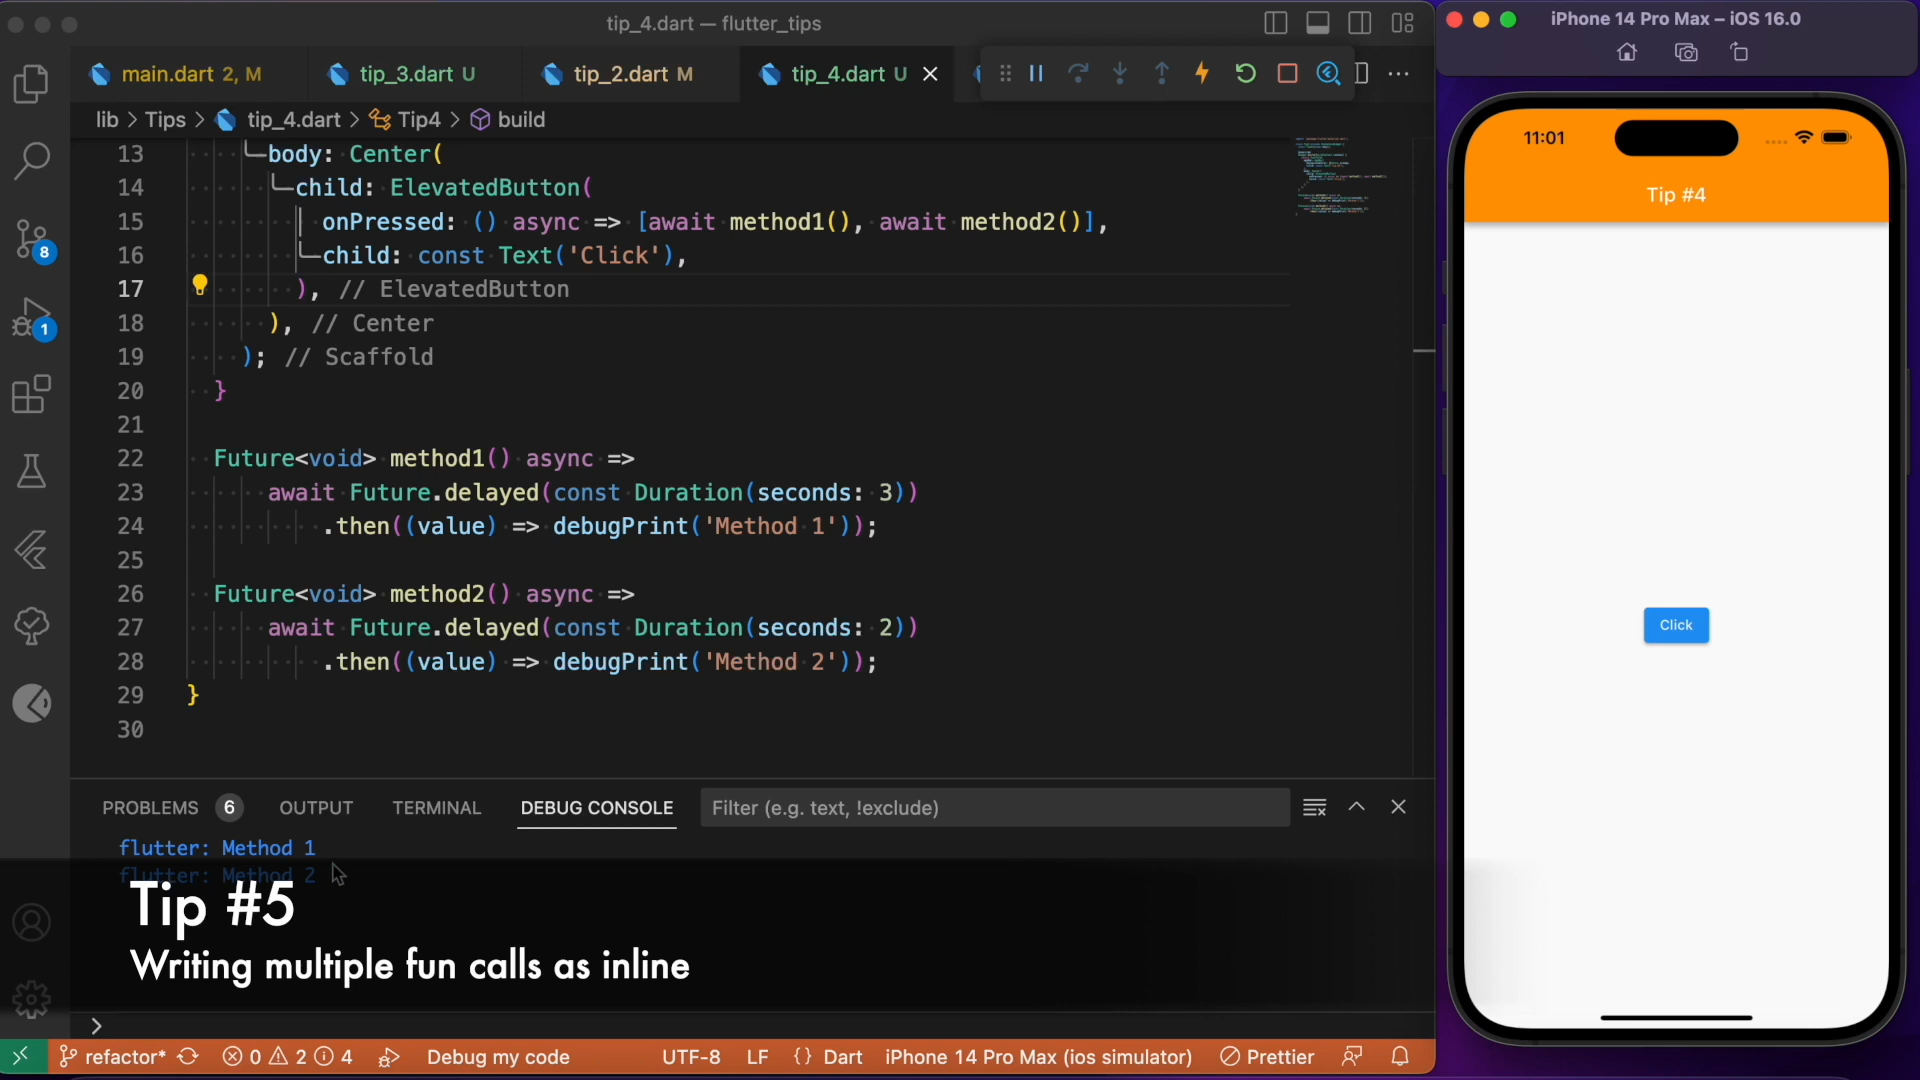 tip_4.dart — flutter_tips
iPhone 14 Pro Max – iOS 16.0
main.dart 2, M
tip_3.dart U
tip_2.dart M
tip_4.dart U
lib > Tips > tip_4.dart > Tip4 > build
13 body: Center(
14 child: ElevatedButton(
15 onPressed: () async => [await method1(), await method2()],
16 child: const Text('Click'),
17 ), // ElevatedButton
18 ), // Center
19 ); // Scaffold
20 }
21
22 Future<void> method1() async =>
23 await Future.delayed(const Duration(seconds: 3))
24 .then((value) => debugPrint('Method 1'));
25
26 Future<void> method2() async =>
27 await Future.delayed(const Duration(seconds: 2))
28 .then((value) => debugPrint('Method 2'));
29 }
30
8
1
PROBLEMS 6 OUTPUT TERMINAL DEBUG CONSOLE Filter (e.g. text, !exclude)
flutter: Method 1
flutter: Method 2
Tip #5
Writing multiple fun calls as inline
refactor* 0 2 4 Debug my code UTF-8 LF {} Dart iPhone 14 Pro Max (ios simulator) Prettier
11:01
Tip #4
Click